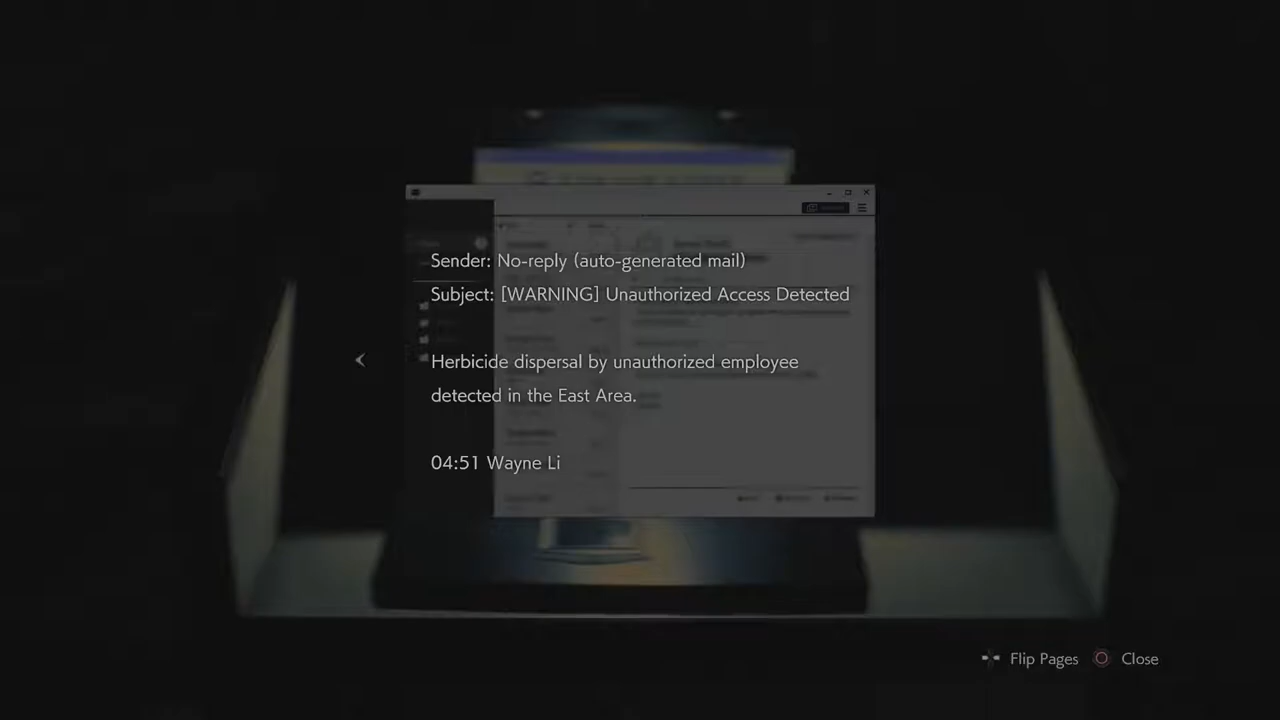 Sender: No-reply (auto-generated mail)
Subject: [WARNING] Unauthorized Access Detected
Herbicide dispersal by unauthorized employee
detected in the East Area.
04:51 Wayne Li
Flip Pages Close